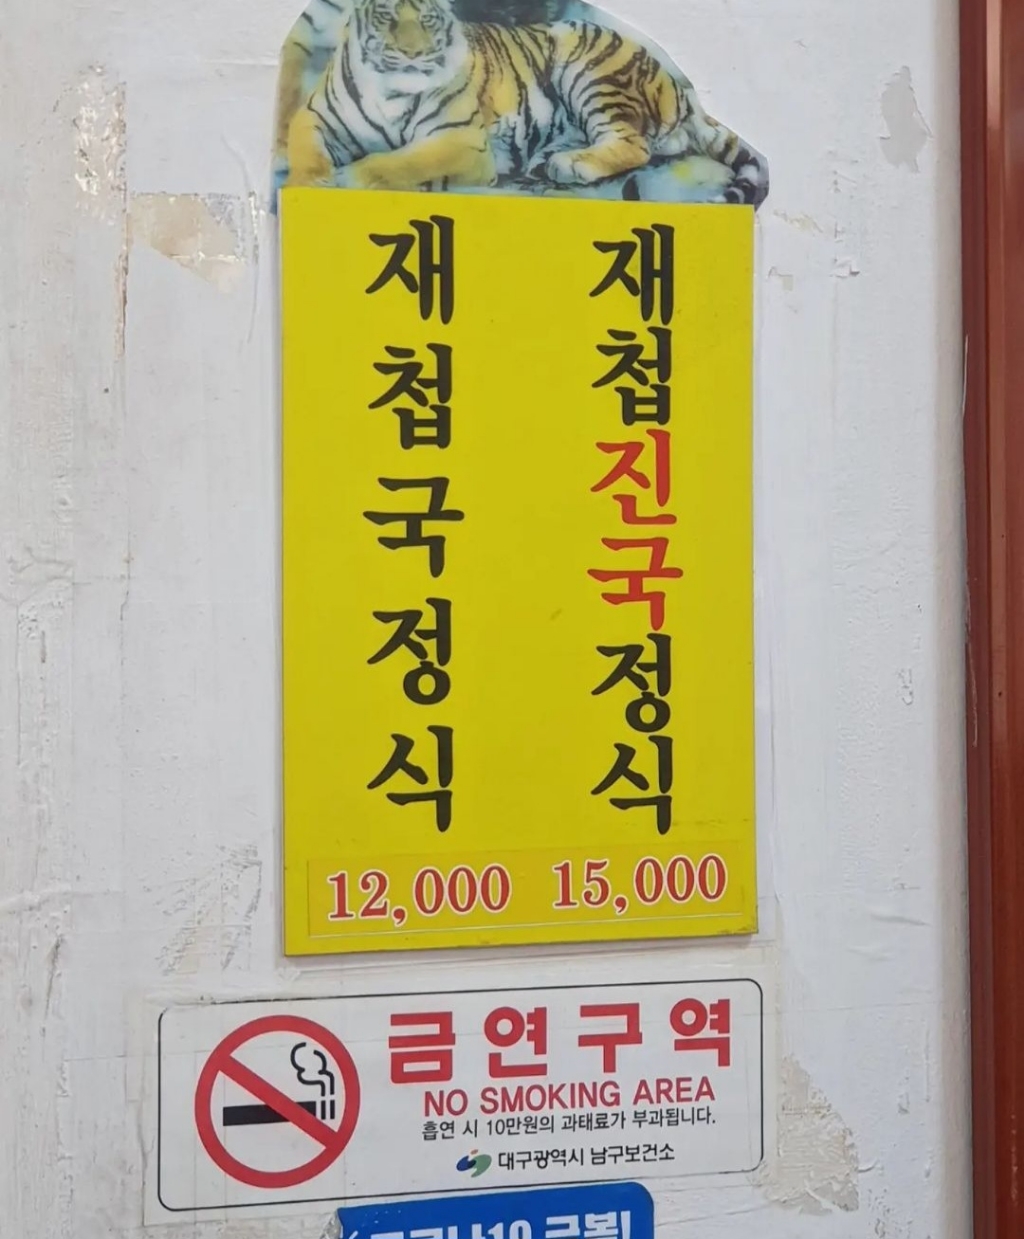 재첩국정식
12,000
재첩진국정식
15,000
금연구역
NO SMOKING AREA
흡연 시 10만원의 과태료가 부과됩니다.
대구광역시 남구보건소